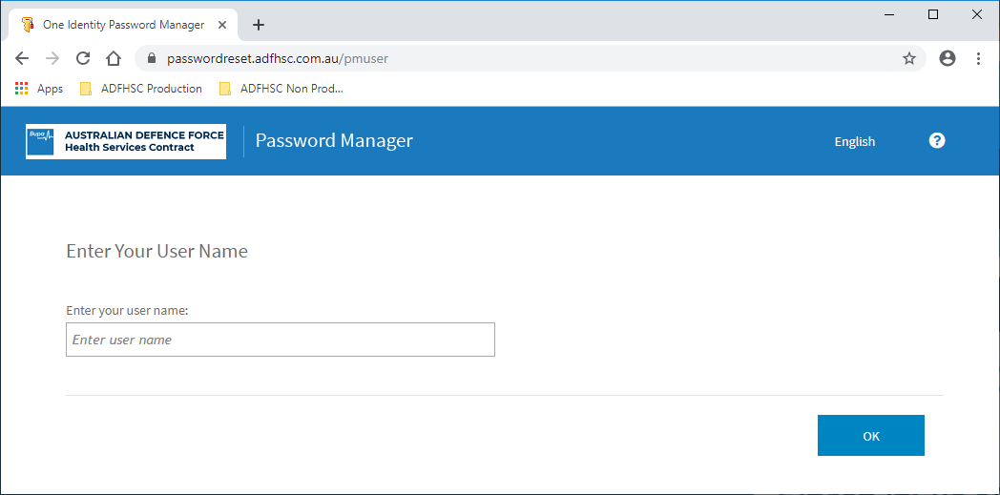 One Identity Password Manager
passwordreset.adfhsc.com.au/pmuser
Apps ADFHSC Production ADFHSC Non Prod...
Bupa AUSTRALIAN DEFENCE FORCE
Health Services Contract
Password Manager
English
?
Enter Your User Name
Enter your user name:
Enter user name
OK